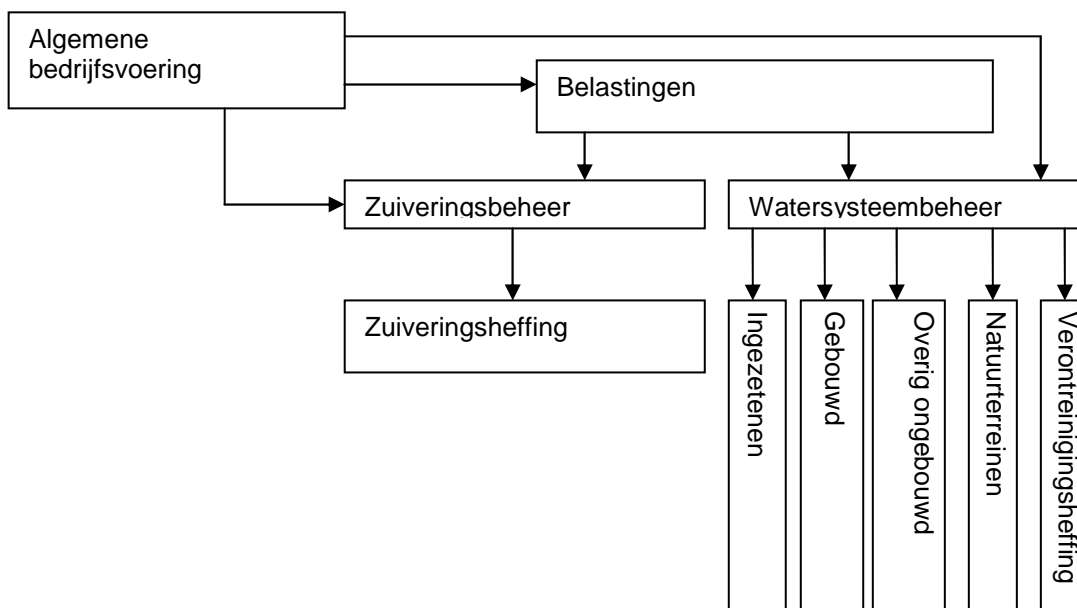 Algemene
bedrijfsvoering
Belastingen
Zuiveringsbeheer
Watersysteembeheer
Zuiveringsheffing
Ingezetenen
Gebouwd
Overig ongebouwd
Natuurterreinen
Verontreinigingsheffing